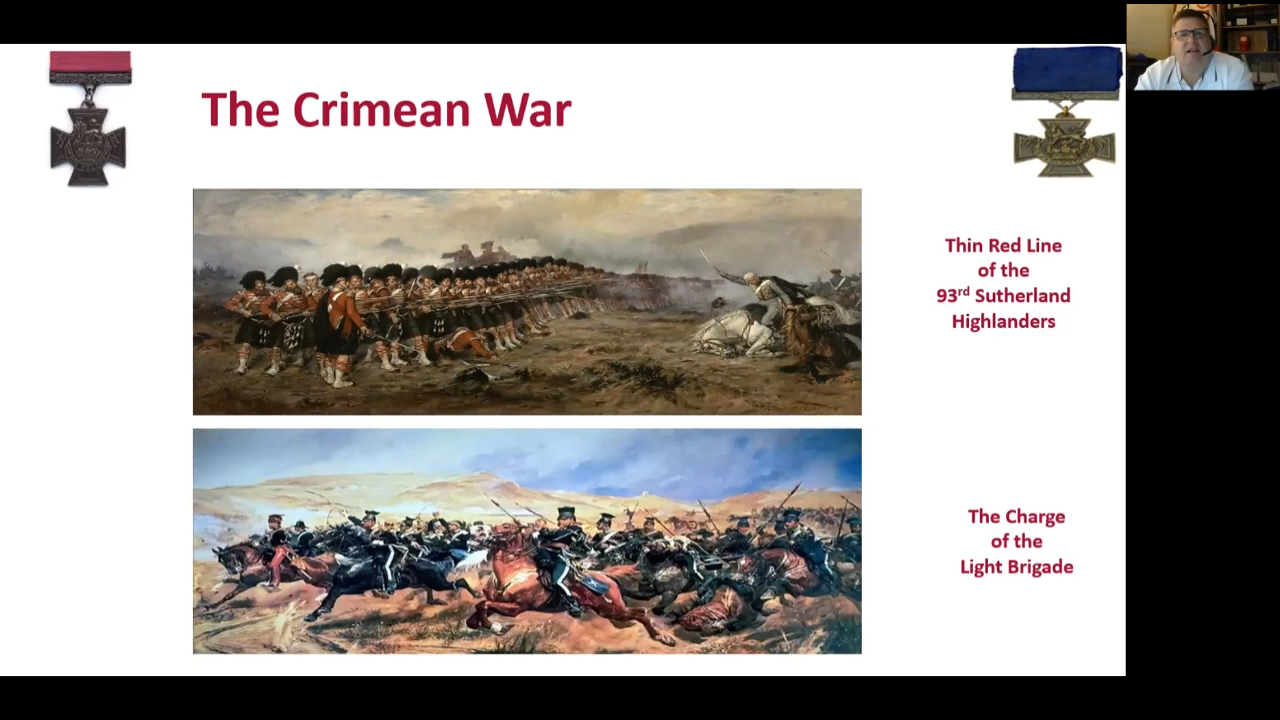 The Crimean War
Thin Red Line
of the
93rd Sutherland
Highlanders
The Charge
of the
Light Brigade